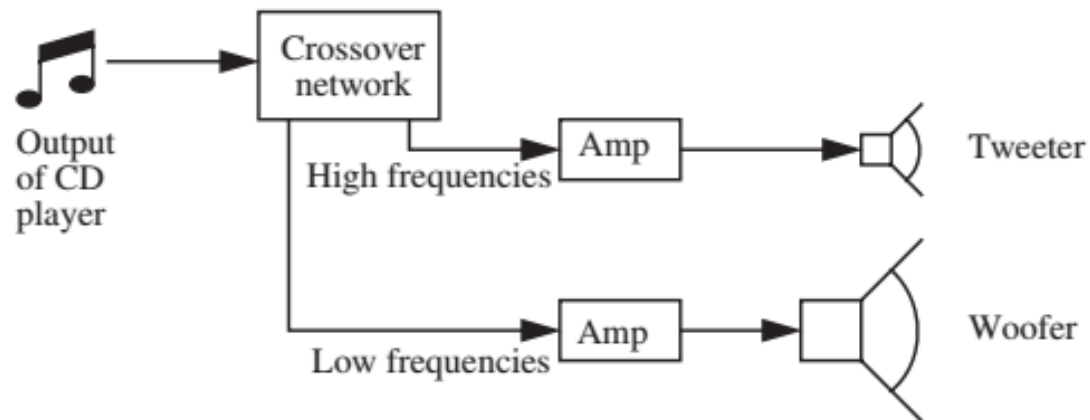 Crossover
network
Output
of CD
player
High frequencies
Amp
Tweeter
Low frequencies
Amp
Woofer